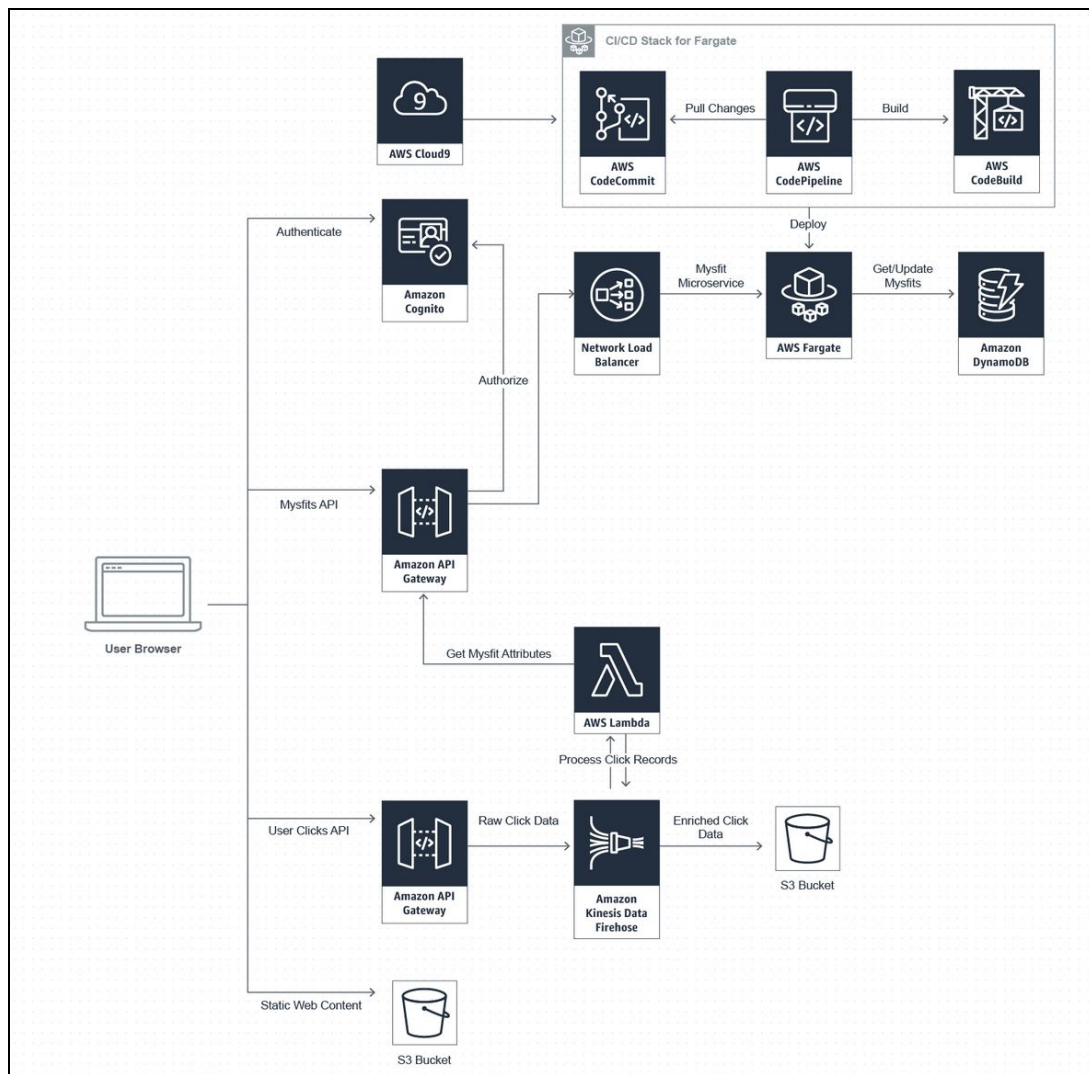 CI/CD Stack for Fargate
9
AWS Cloud9
Pull Changes
Build
AWS
CodeCommit
AWS
CodePipeline
AWS
CodeBuild
Deploy
Authenticate
Amazon
Cognito
Mysfit
Microservice
Get/Update
Mysfits
Network Load
Balancer
AWS Fargate
Amazon
DynamoDB
Authorize
Mysfits API
</>
Amazon API
Gateway
User Browser
Get Mysfit Attributes
AWS Lambda
Process Click Records
User Clicks API
Raw Click Data
Enriched Click
Data
</>
Amazon API
Gateway
Amazon
Kinesis Data
Firehose
S3 Bucket
Static Web Content
S3 Bucket